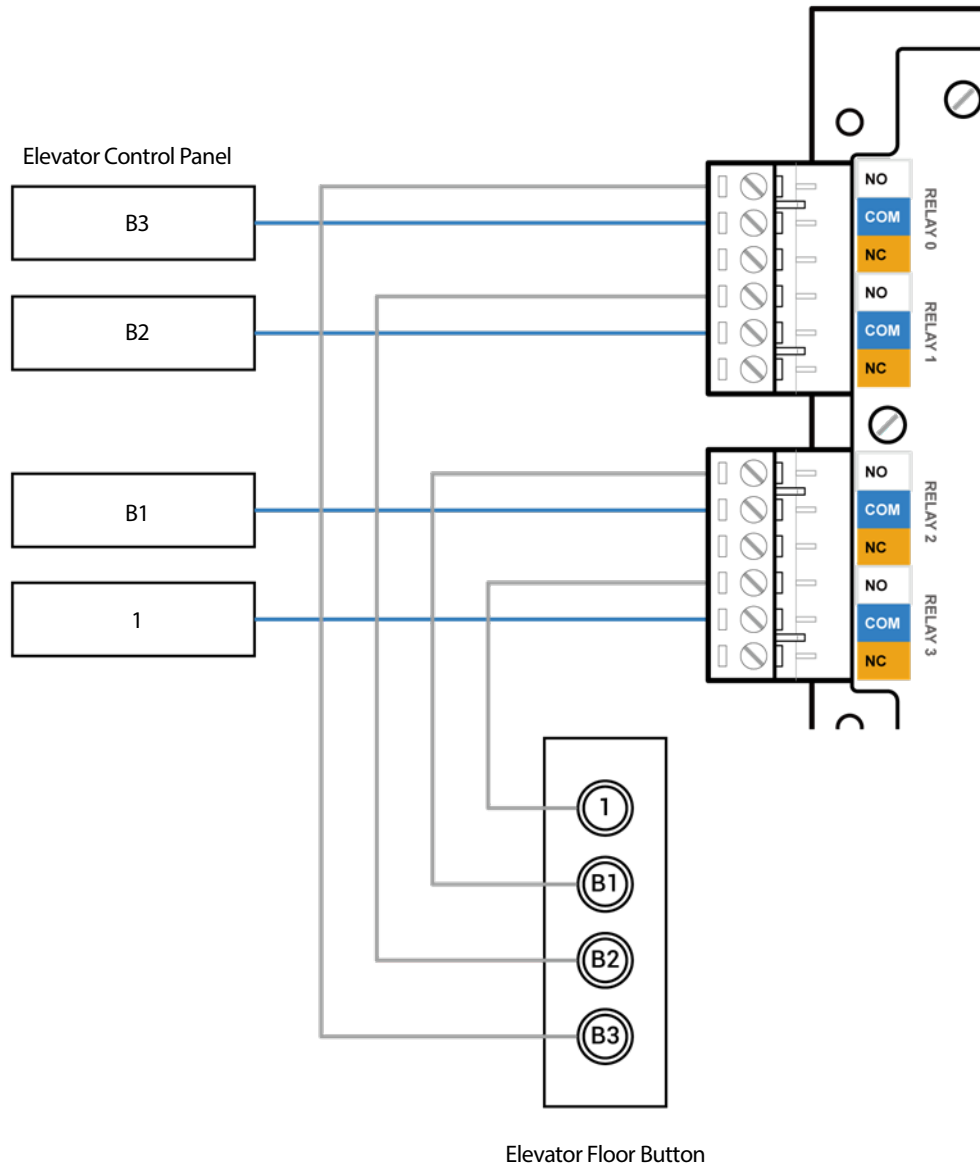 Elevator Control Panel
B3
B2
B1
1
NO
COM
NC
RELAY 0
NO
COM
NC
RELAY 1
NO
COM
NC
RELAY 2
NO
COM
NC
RELAY 3
1
B1
B2
B3
Elevator Floor Button